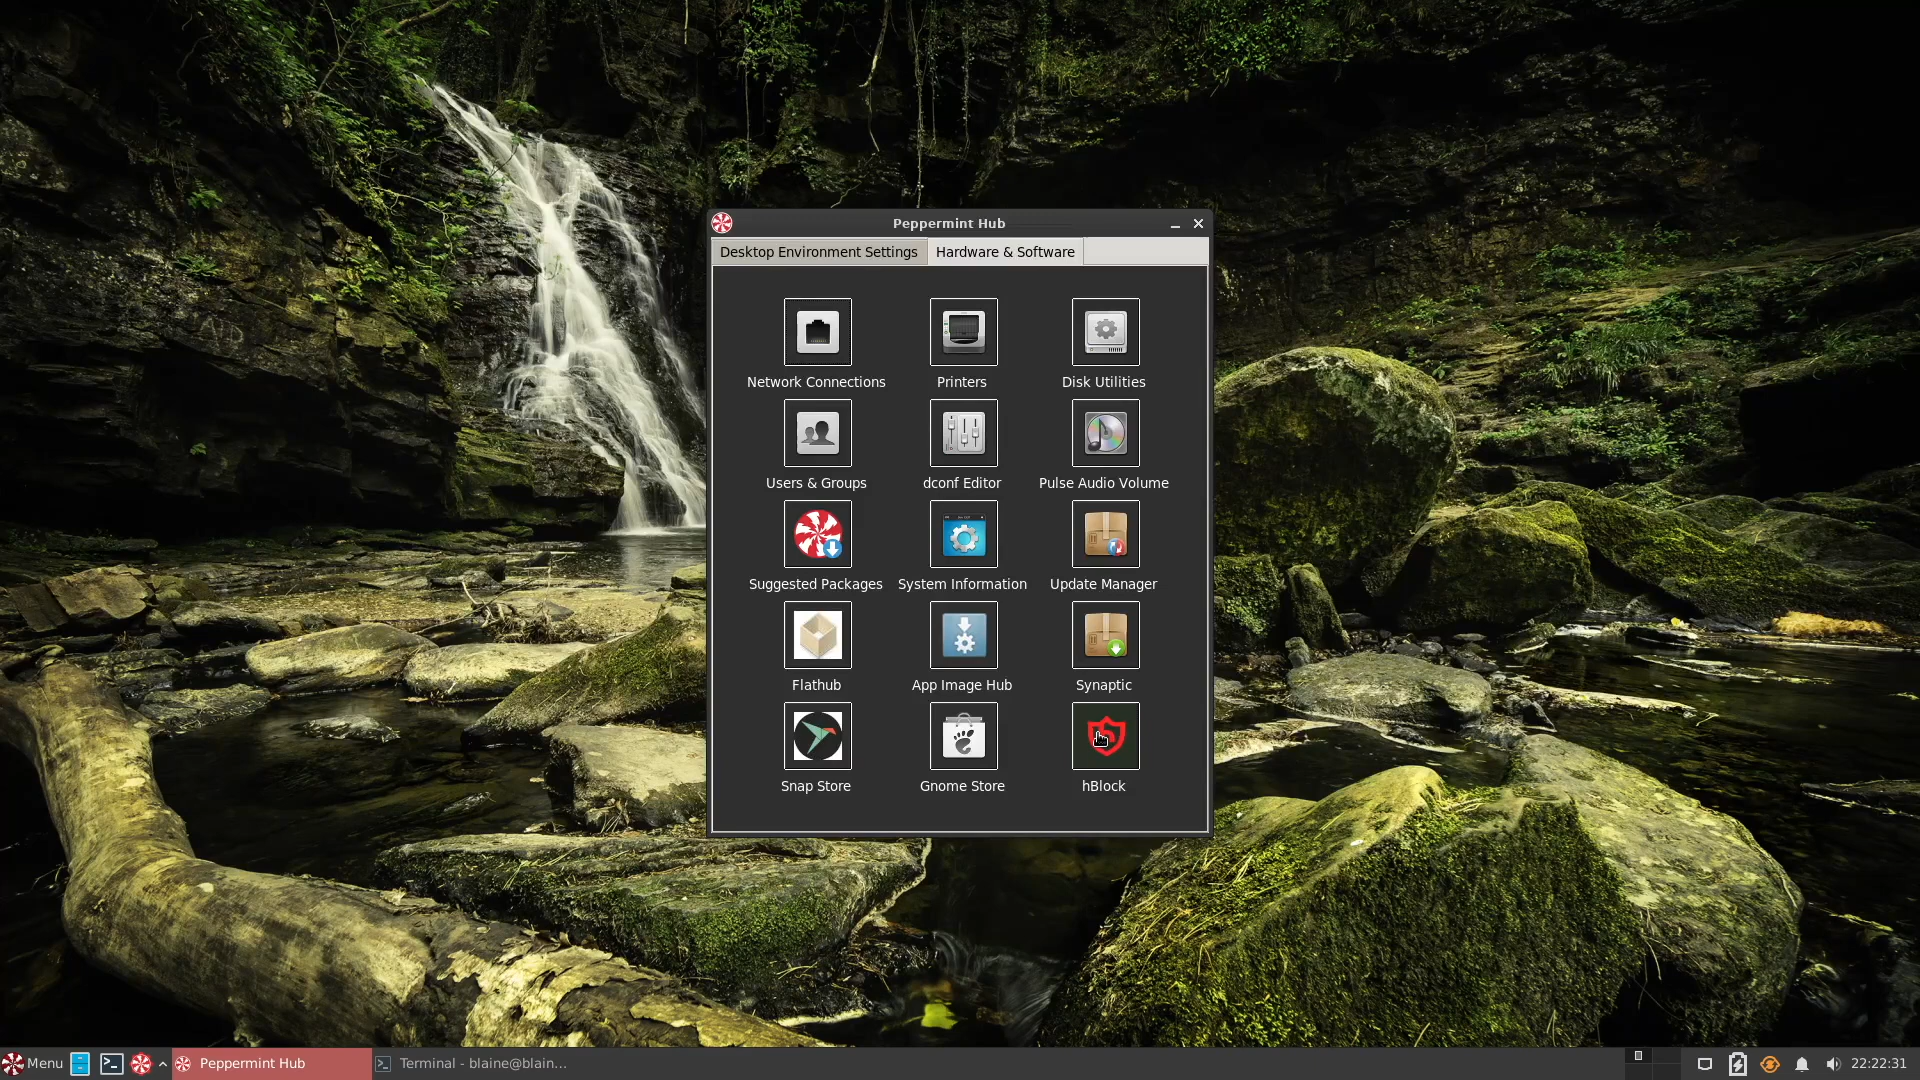 Peppermint Hub
Desktop Environment Settings Hardware & Software
Network Connections Printers Disk Utilities
Users & Groups dconf Editor Pulse Audio Volume
Suggested Packages System Information Update Manager
Flathub App Image Hub Synaptic
Snap Store Gnome Store hBlock
Menu Peppermint Hub Terminal - blaine@blain... 22:22:31